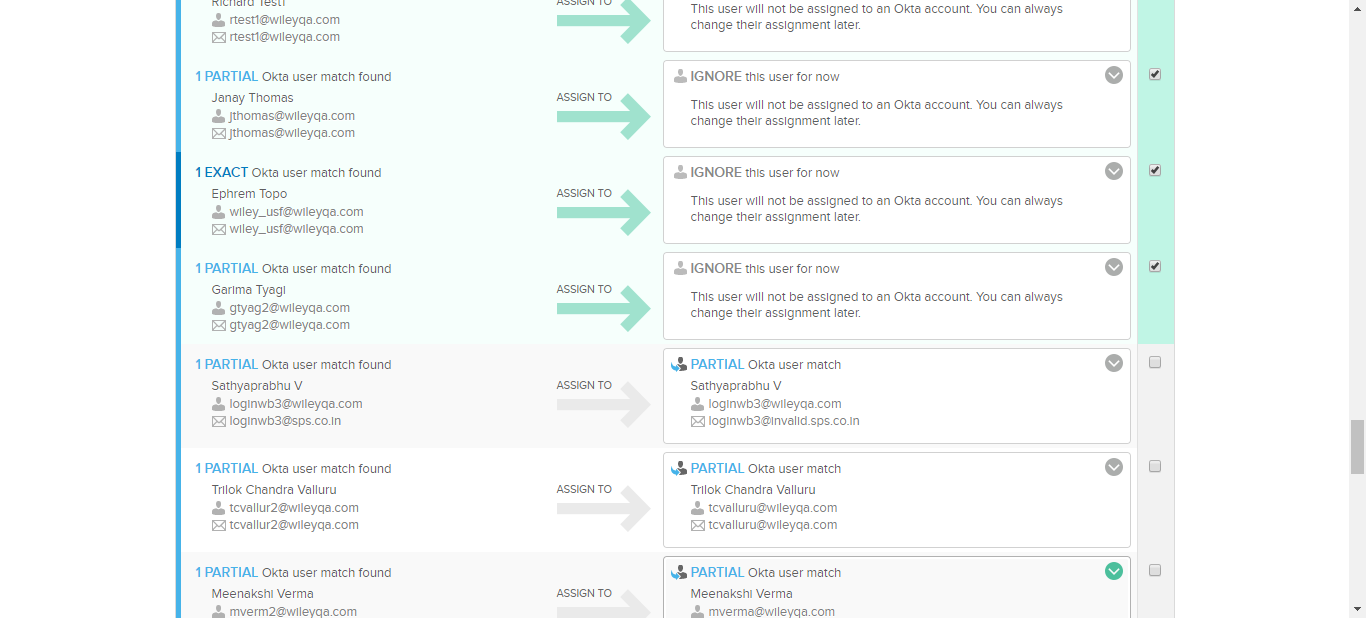 Richard Test1
rtest1@wileyqa.com
rtest1@wileyqa.com
ASSIGN TO
This user will not be assigned to an Okta account. You can always
change their assignment later.
1 PARTIAL Okta user match found
Janay Thomas
jthomas@wileyqa.com
jthomas@wileyqa.com
ASSIGN TO
IGNORE this user for now
This user will not be assigned to an Okta account. You can always
change their assignment later.
1 EXACT Okta user match found
Ephrem Topo
wiley_usf@wileyqa.com
wiley_usf@wileyqa.com
ASSIGN TO
IGNORE this user for now
This user will not be assigned to an Okta account. You can always
change their assignment later.
1 PARTIAL Okta user match found
Garima Tyagi
gtyag2@wileyqa.com
gtyag2@wileyqa.com
ASSIGN TO
IGNORE this user for now
This user will not be assigned to an Okta account. You can always
change their assignment later.
1 PARTIAL Okta user match found
Sathyaprabhu V
loginwb3@wileyqa.com
loginwb3@sps.co.in
ASSIGN TO
PARTIAL Okta user match
Sathyaprabhu V
loginwb3@wileyqa.com
loginwb3@invalid.sps.co.in
1 PARTIAL Okta user match found
Trilok Chandra Valluru
tcvallur2@wileyqa.com
tcvallur2@wileyqa.com
ASSIGN TO
PARTIAL Okta user match
Trilok Chandra Valluru
tcvalluru@wileyqa.com
tcvalluru@wileyqa.com
1 PARTIAL Okta user match found
Meenakshi Verma
mverm2@wileyqa.com
ASSIGN TO
PARTIAL Okta user match
Meenakshi Verma
mverma@wileyqa.com